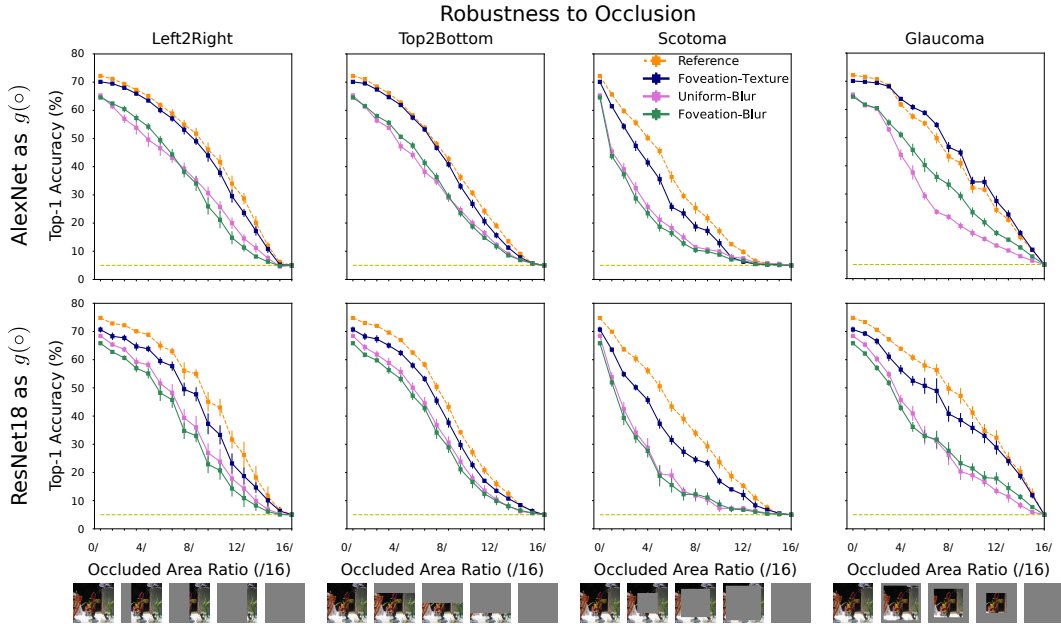 Robustness to Occlusion
Left2Right
Top2Bottom
Scotoma
Glaucoma
AlexNet as g(○)
Top-1 Accuracy (%)
80
70
60
50
40
30
20
10
0
Reference
Foveation-Texture
Uniform-Blur
Foveation-Blur
ResNet18 as g(○)
Top-1 Accuracy (%)
80
70
60
50
40
30
20
10
0
0/ 4/ 8/ 12/ 16/
0/ 4/ 8/ 12/ 16/
0/ 4/ 8/ 12/ 16/
0/ 4/ 8/ 12/ 16/
Occluded Area Ratio (/16)
Occluded Area Ratio (/16)
Occluded Area Ratio (/16)
Occluded Area Ratio (/16)